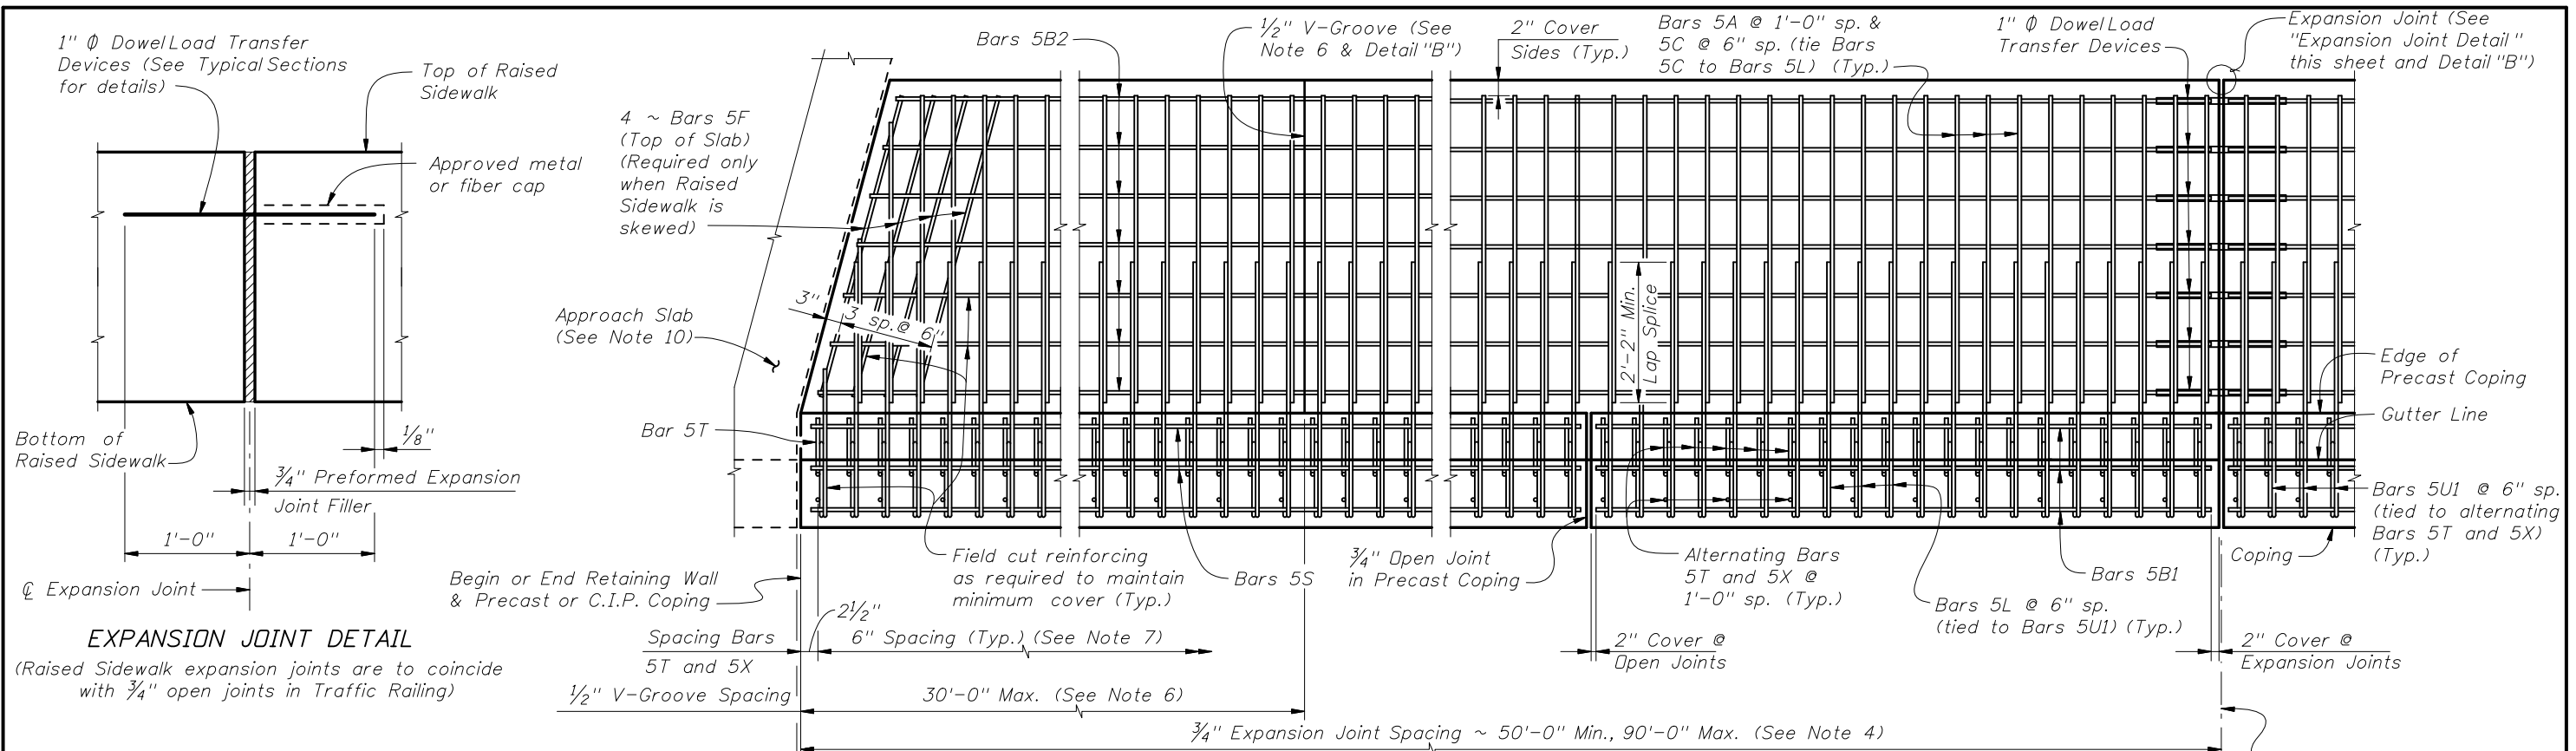 1" Φ Dowel Load Transfer
Devices (See Typical Sections
for details)
Top of Raised
Sidewalk
Approved metal
or fiber cap
Bottom of
Raised Sidewalk
1/8"
3/4" Preformed Expansion
Joint Filler
1'-0"
1'-0"
℄ Expansion Joint
EXPANSION JOINT DETAIL
(Raised Sidewalk expansion joints are to coincide
with 3/4" open joints in Traffic Railing)
4 ~ Bars 5F
(Top of Slab)
(Required only
when Raised
Sidewalk is
skewed)
Approach Slab
(See Note 10)
3"
3 sp. @ 6"
Bars 5B2
1/2" V-Groove (See
Note 6 & Detail "B")
2" Cover
Sides (Typ.)
Bars 5A @ 1'-0" sp. &
5C @ 6" sp. (tie Bars
5C to Bars 5L) (Typ.)
1" Φ Dowel Load
Transfer Devices
Expansion Joint (See
"Expansion Joint Detail"
this sheet and Detail "B")
2'-2" Min.
Lap Splice
Edge of
Precast Coping
Gutter Line
Bar 5T
Bars 5U1 @ 6" sp.
(tied to alternating
Bars 5T and 5X)
(Typ.)
Coping
Begin or End Retaining Wall
& Precast or C.I.P. Coping
Field cut reinforcing
as required to maintain
minimum cover (Typ.)
Bars 5S
3/4" Open Joint
in Precast Coping
Alternating Bars
5T and 5X @
1'-0" sp. (Typ.)
Bars 5B1
Bars 5L @ 6" sp.
(tied to Bars 5U1) (Typ.)
2 1/2"
Spacing Bars
5T and 5X
6" Spacing (Typ.) (See Note 7)
2" Cover @
Open Joints
2" Cover @
Expansion Joints
1/2" V-Groove Spacing
30'-0" Max. (See Note 6)
3/4" Expansion Joint Spacing ~ 50'-0" Min., 90'-0" Max. (See Note 4)